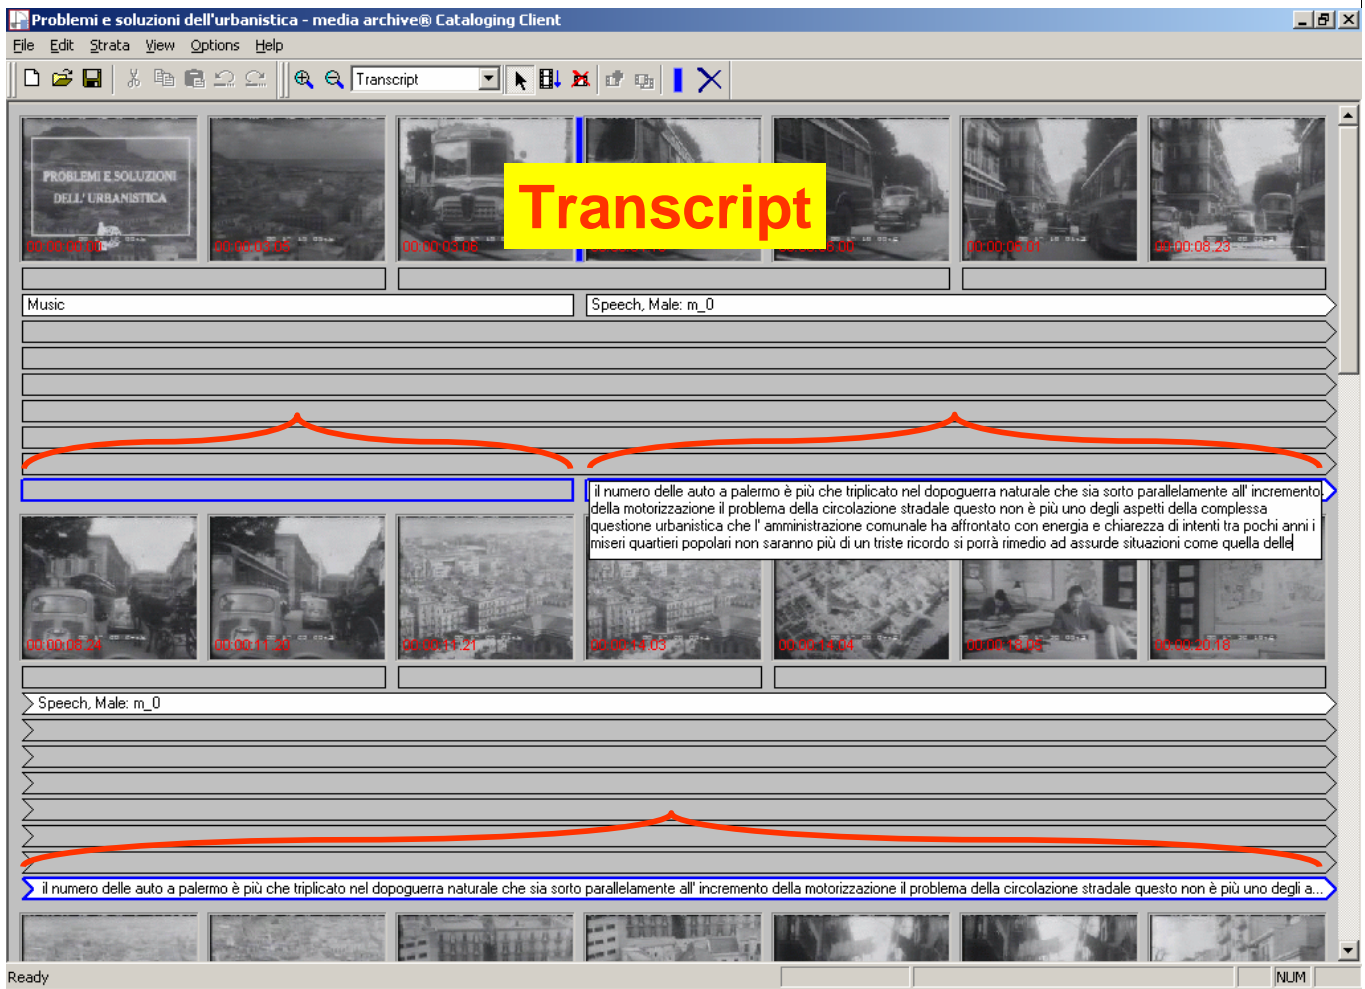 Problemi e soluzioni dell'urbanistica - media archive® Cataloging Client
File Edit Strata View Options Help
Transcript
PROBLEMI E SOLUZIONI
DELL'URBANISTICA
Transcript
00:00:00.00
00:00:03.05
00:00:03.06
00:00:06.01
00:00:08.23
Music
Speech, Male: m_0
il numero delle auto a palermo è più che triplicato nel dopoguerra naturale che sia sorto parallelamente all' incremento
della motorizzazione il problema della circolazione stradale questo non è più uno degli aspetti della complessa
questione urbanistica che l' amministrazione comunale ha affrontato con energia e chiarezza di intenti tra pochi anni i
miseri quartieri popolari non saranno più di un triste ricordo si porrà rimedio ad assurde situazioni come quella delle
00:00:08.24
00:00:11.20
00:00:11.21
00:00:14.03
00:00:14.04
00:00:18.05
00:00:20.18
Speech, Male: m_0
il numero delle auto a palermo è più che triplicato nel dopoguerra naturale che sia sorto parallelamente all' incremento della motorizzazione il problema della circolazione stradale questo non è più uno degli a...
Ready
NUM